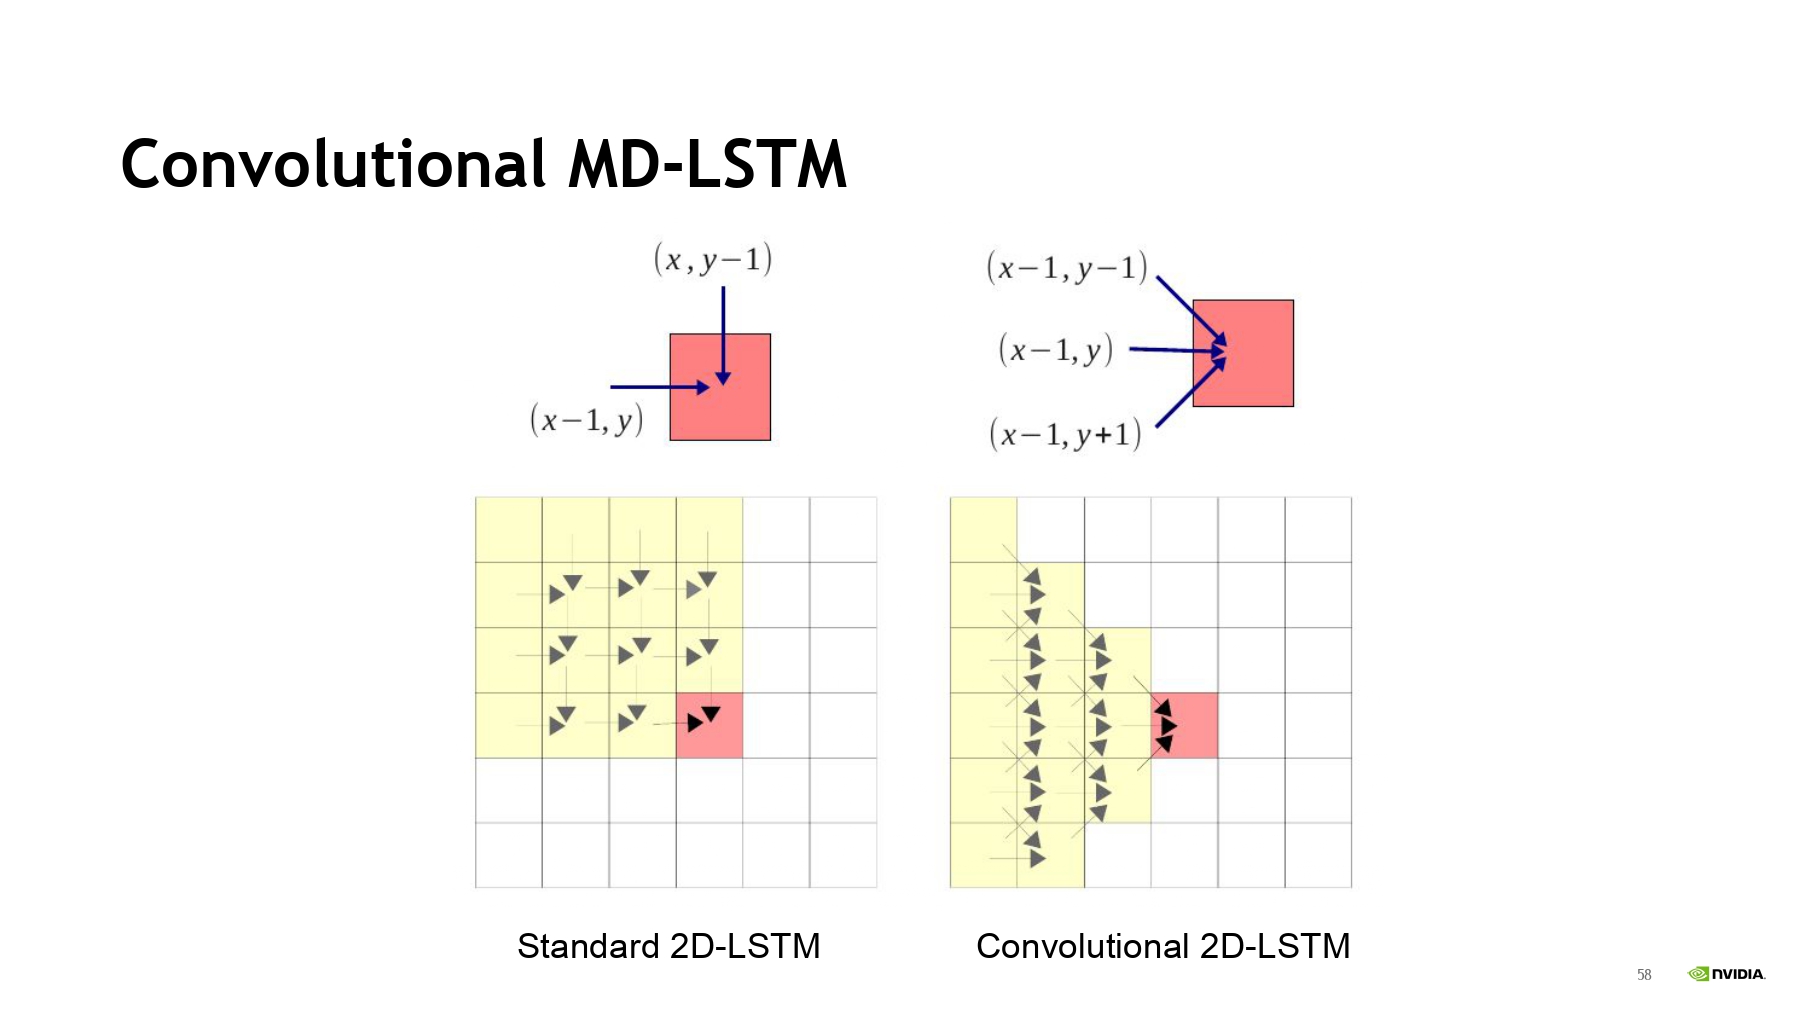 Convolutional MD-LSTM
(x, y−1)
(x−1, y)
(x−1, y−1)
(x−1, y)
(x−1, y+1)
Standard 2D-LSTM
Convolutional 2D-LSTM
58
NVIDIA.